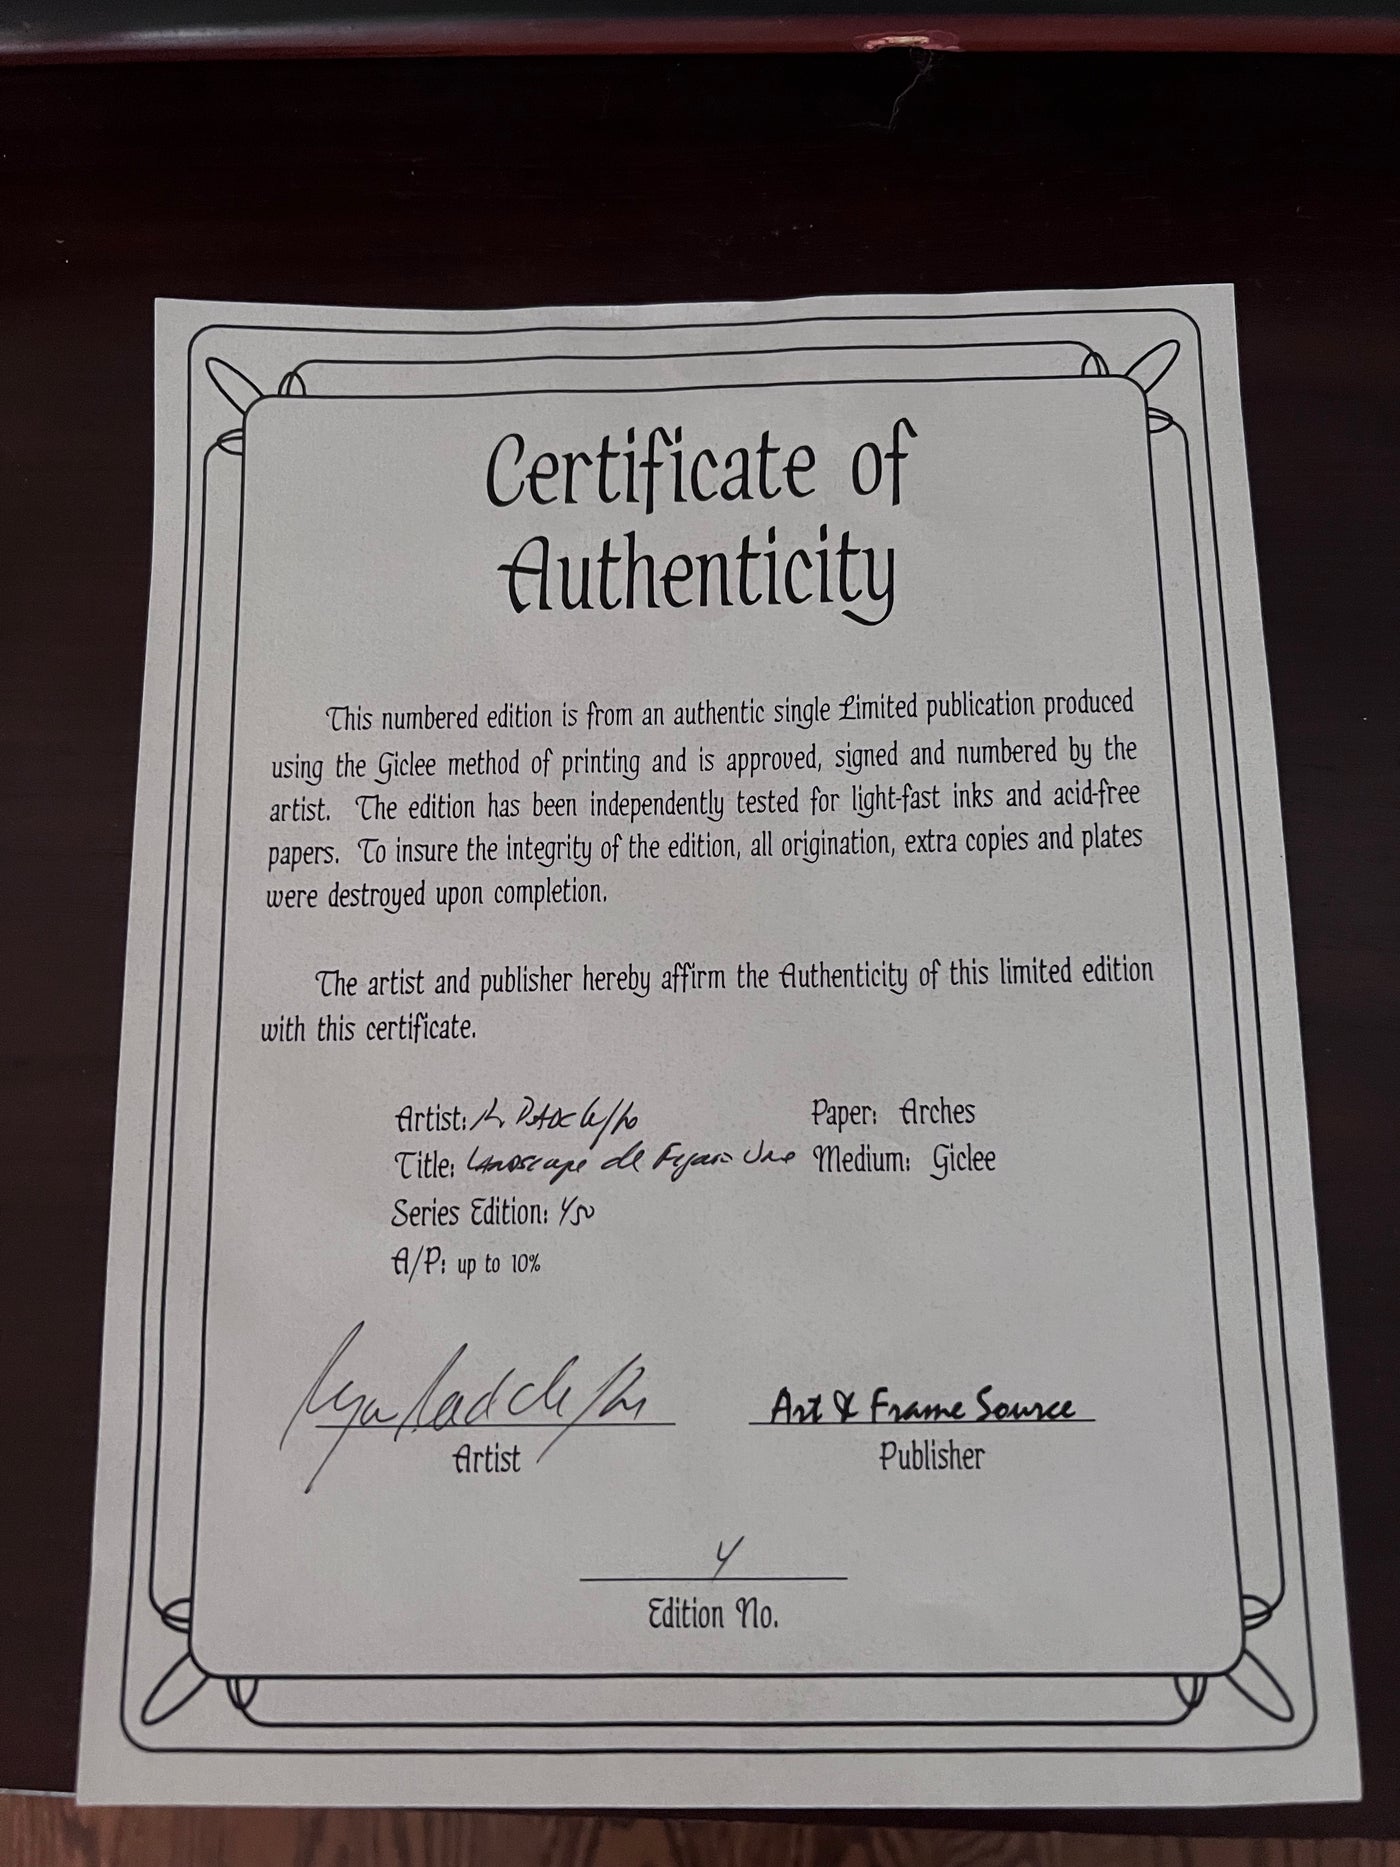 Certificate of
Authenticity
This numbered edition is from an authentic single Limited publication produced
using the Giclee method of printing and is approved, signed and numbered by the
artist. The edition has been independently tested for light-fast inks and acid-free
papers. To insure the integrity of the edition, all origination, extra copies and plates
were destroyed upon completion.
The artist and publisher hereby affirm the Authenticity of this limited edition
with this certificate.
Artist: Paper: Arches
Title: Landscape de Medium: Giclee
Series Edition:
A/P: up to 10%
Art & Frame Source
Artist Publisher
Edition No.